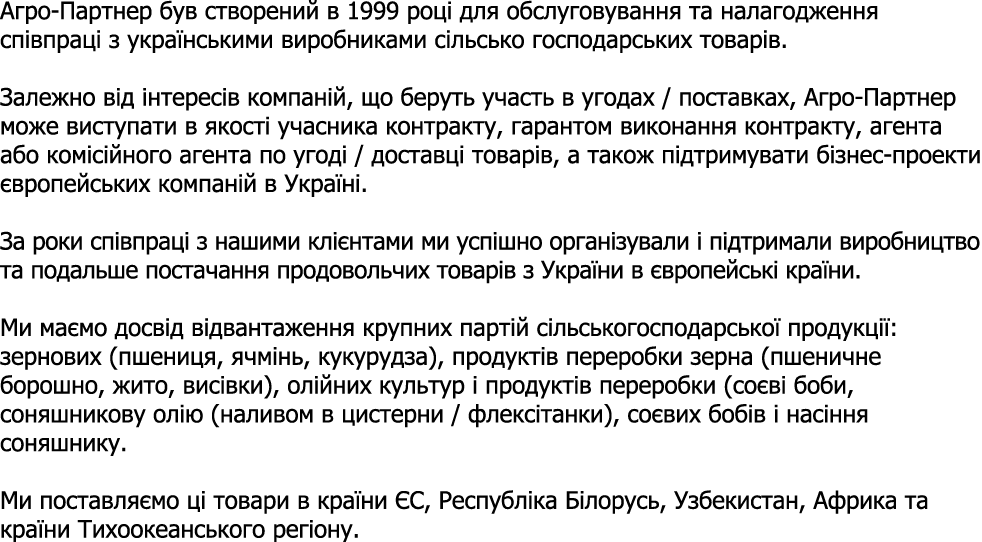 Агро-Партнер був створений в 1999 році для обслуговування та налагодження
співпраці з українськими виробниками сільсько господарських товарів.
Залежно від інтересів компаній, що беруть участь в угодах / поставках, Агро-Партнер
може виступати в якості учасника контракту, гарантом виконання контракту, агента
або комісійного агента по угоді / доставці товарів, а також підтримувати бізнес-проекти
європейських компаній в Україні.
За роки співпраці з нашими клієнтами ми успішно організували і підтримали виробництво
та подальше постачання продовольчих товарів з України в європейські країни.
Ми маємо досвід відвантаження крупних партій сільськогосподарської продукції:
зернових (пшениця, ячмінь, кукурудза), продуктів переробки зерна (пшеничне
борошно, жито, висівки), олійних культур і продуктів переробки (соєві боби,
соняшникову олію (наливом в цистерни / флексітанки), соєвих бобів і насіння
соняшнику.
Ми поставляємо ці товари в країни ЄС, Республіка Білорусь, Узбекистан, Африка та
країни Тихоокеанського регіону.